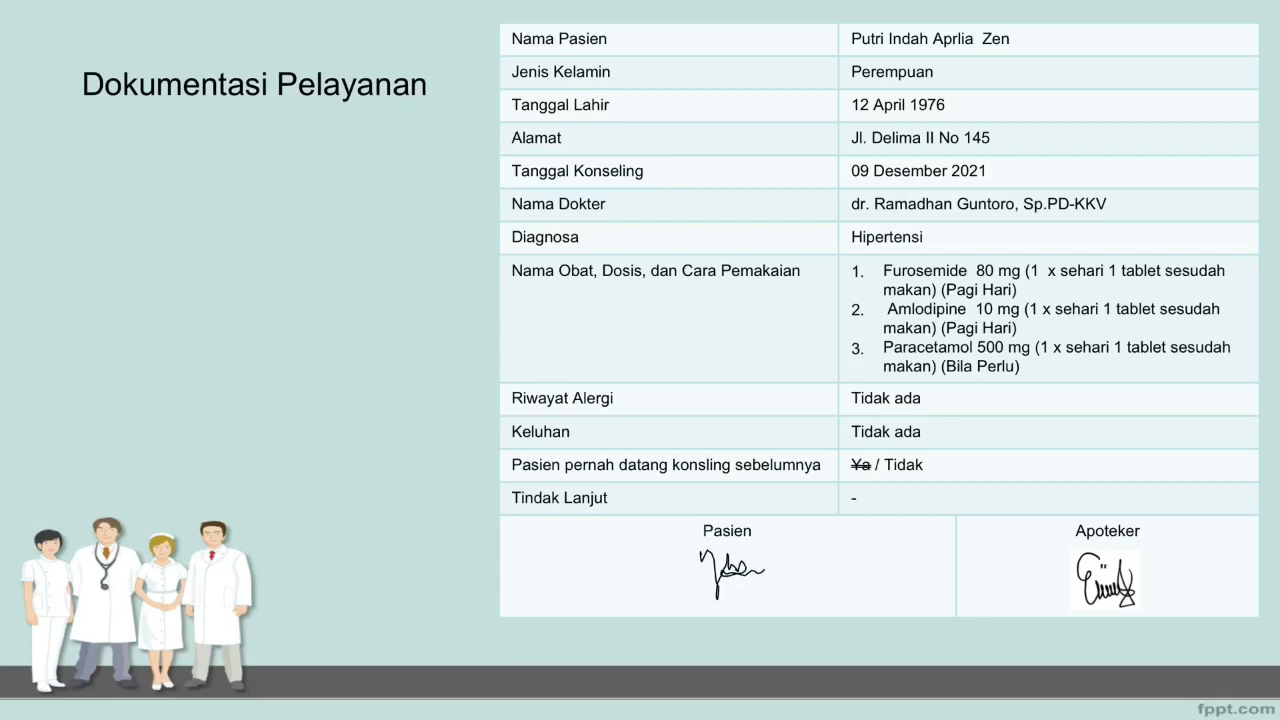 Dokumentasi Pelayanan
Nama Pasien
Putri Indah Aprlia  Zen
Jenis Kelamin
Perempuan
Tanggal Lahir
12 April 1976
Alamat
Jl. Delima II No 145
Tanggal Konseling
09 Desember 2021
Nama Dokter
dr. Ramadhan Guntoro, Sp.PD-KKV
Diagnosa
Hipertensi
Nama Obat, Dosis, dan Cara Pemakaian
1. Furosemide  80 mg (1  x sehari 1 tablet sesudah
makan) (Pagi Hari)
2. Amlodipine  10 mg (1 x sehari 1 tablet sesudah
makan) (Pagi Hari)
3. Paracetamol 500 mg (1 x sehari 1 tablet sesudah
makan) (Bila Perlu)
Riwayat Alergi
Tidak ada
Keluhan
Tidak ada
Pasien pernah datang konsling sebelumnya
Ya / Tidak
Tindak Lanjut
-
Pasien
Apoteker
fppt.com